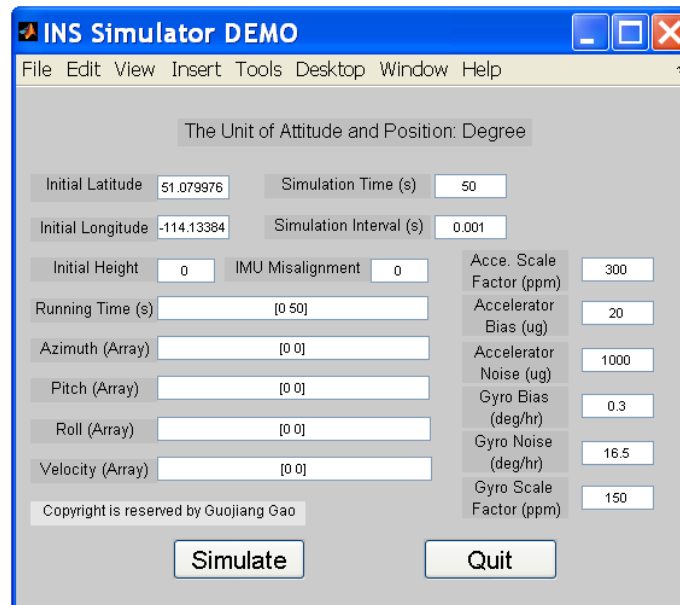 INS Simulator DEMO
File Edit View Insert Tools Desktop Window Help
The Unit of Attitude and Position: Degree
Initial Latitude 51.079976 Simulation Time (s) 50
Initial Longitude -114.13384 Simulation Interval (s) 0.001
Initial Height 0 IMU Misalignment 0
Running Time (s) [0 50]
Azimuth (Array) [0 0]
Pitch (Array) [0 0]
Roll (Array) [0 0]
Velocity (Array) [0 0]
Acce. Scale
Factor (ppm) 300
Accelerator
Bias (ug) 20
Accelerator
Noise (ug) 1000
Gyro Bias
(deg/hr) 0.3
Gyro Noise
(deg/hr) 16.5
Gyro Scale
Factor (ppm) 150
Copyright is reserved by Guojiang Gao
Simulate Quit